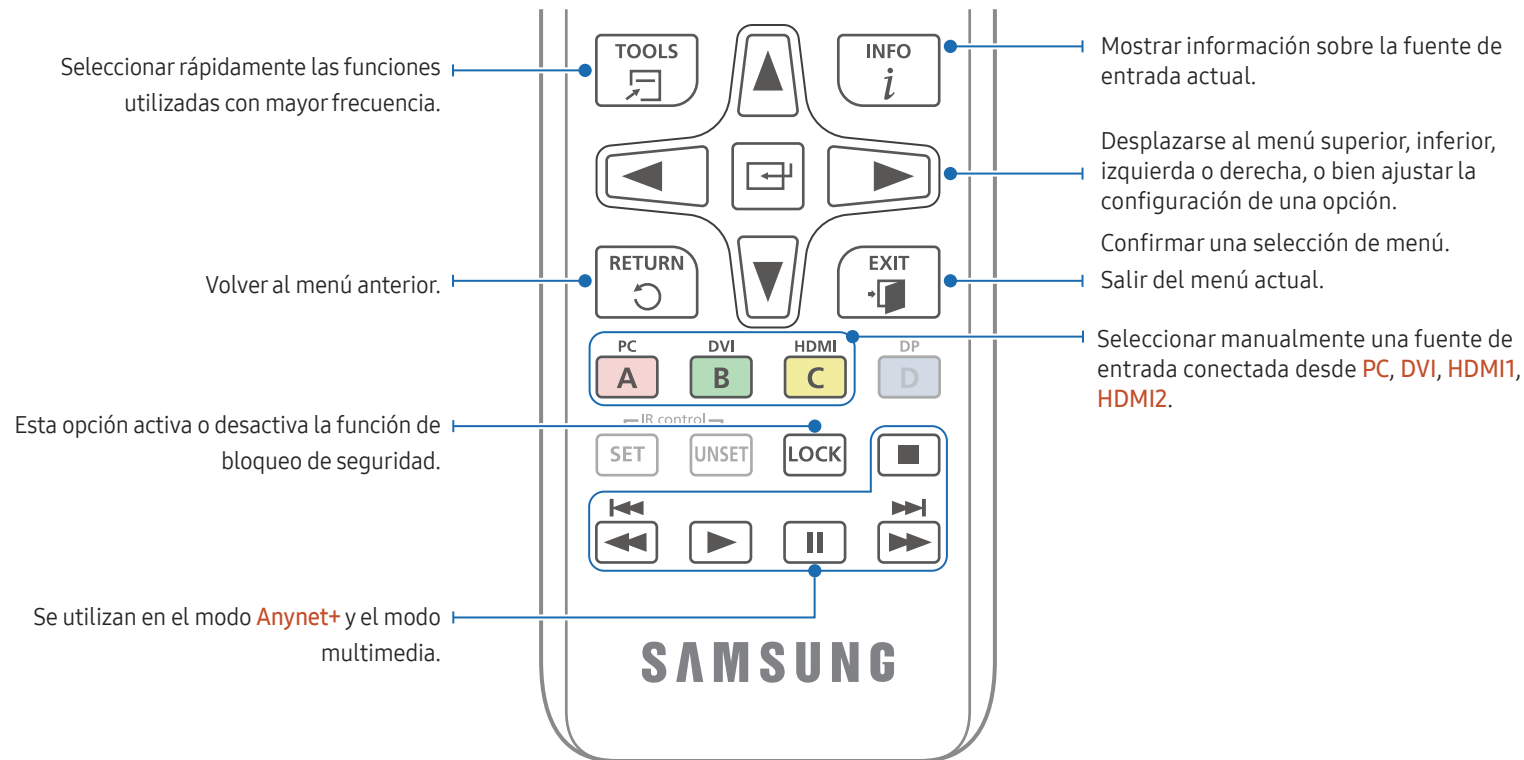 TOOLS
INFO
Seleccionar rápidamente las funciones
utilizadas con mayor frecuencia.
Mostrar información sobre la fuente de
entrada actual.
Desplazarse al menú superior, inferior,
izquierda o derecha, o bien ajustar la
configuración de una opción.
Confirmar una selección de menú.
RETURN
EXIT
Volver al menú anterior.
Salir del menú actual.
PC DVI HDMI DP
A B C D
Seleccionar manualmente una fuente de
entrada conectada desde PC, DVI, HDMI1,
HDMI2.
IR control
SET UNSET LOCK
Esta opción activa o desactiva la función de
bloqueo de seguridad.
Se utilizan en el modo Anynet+ y el modo
multimedia.
SAMSUNG